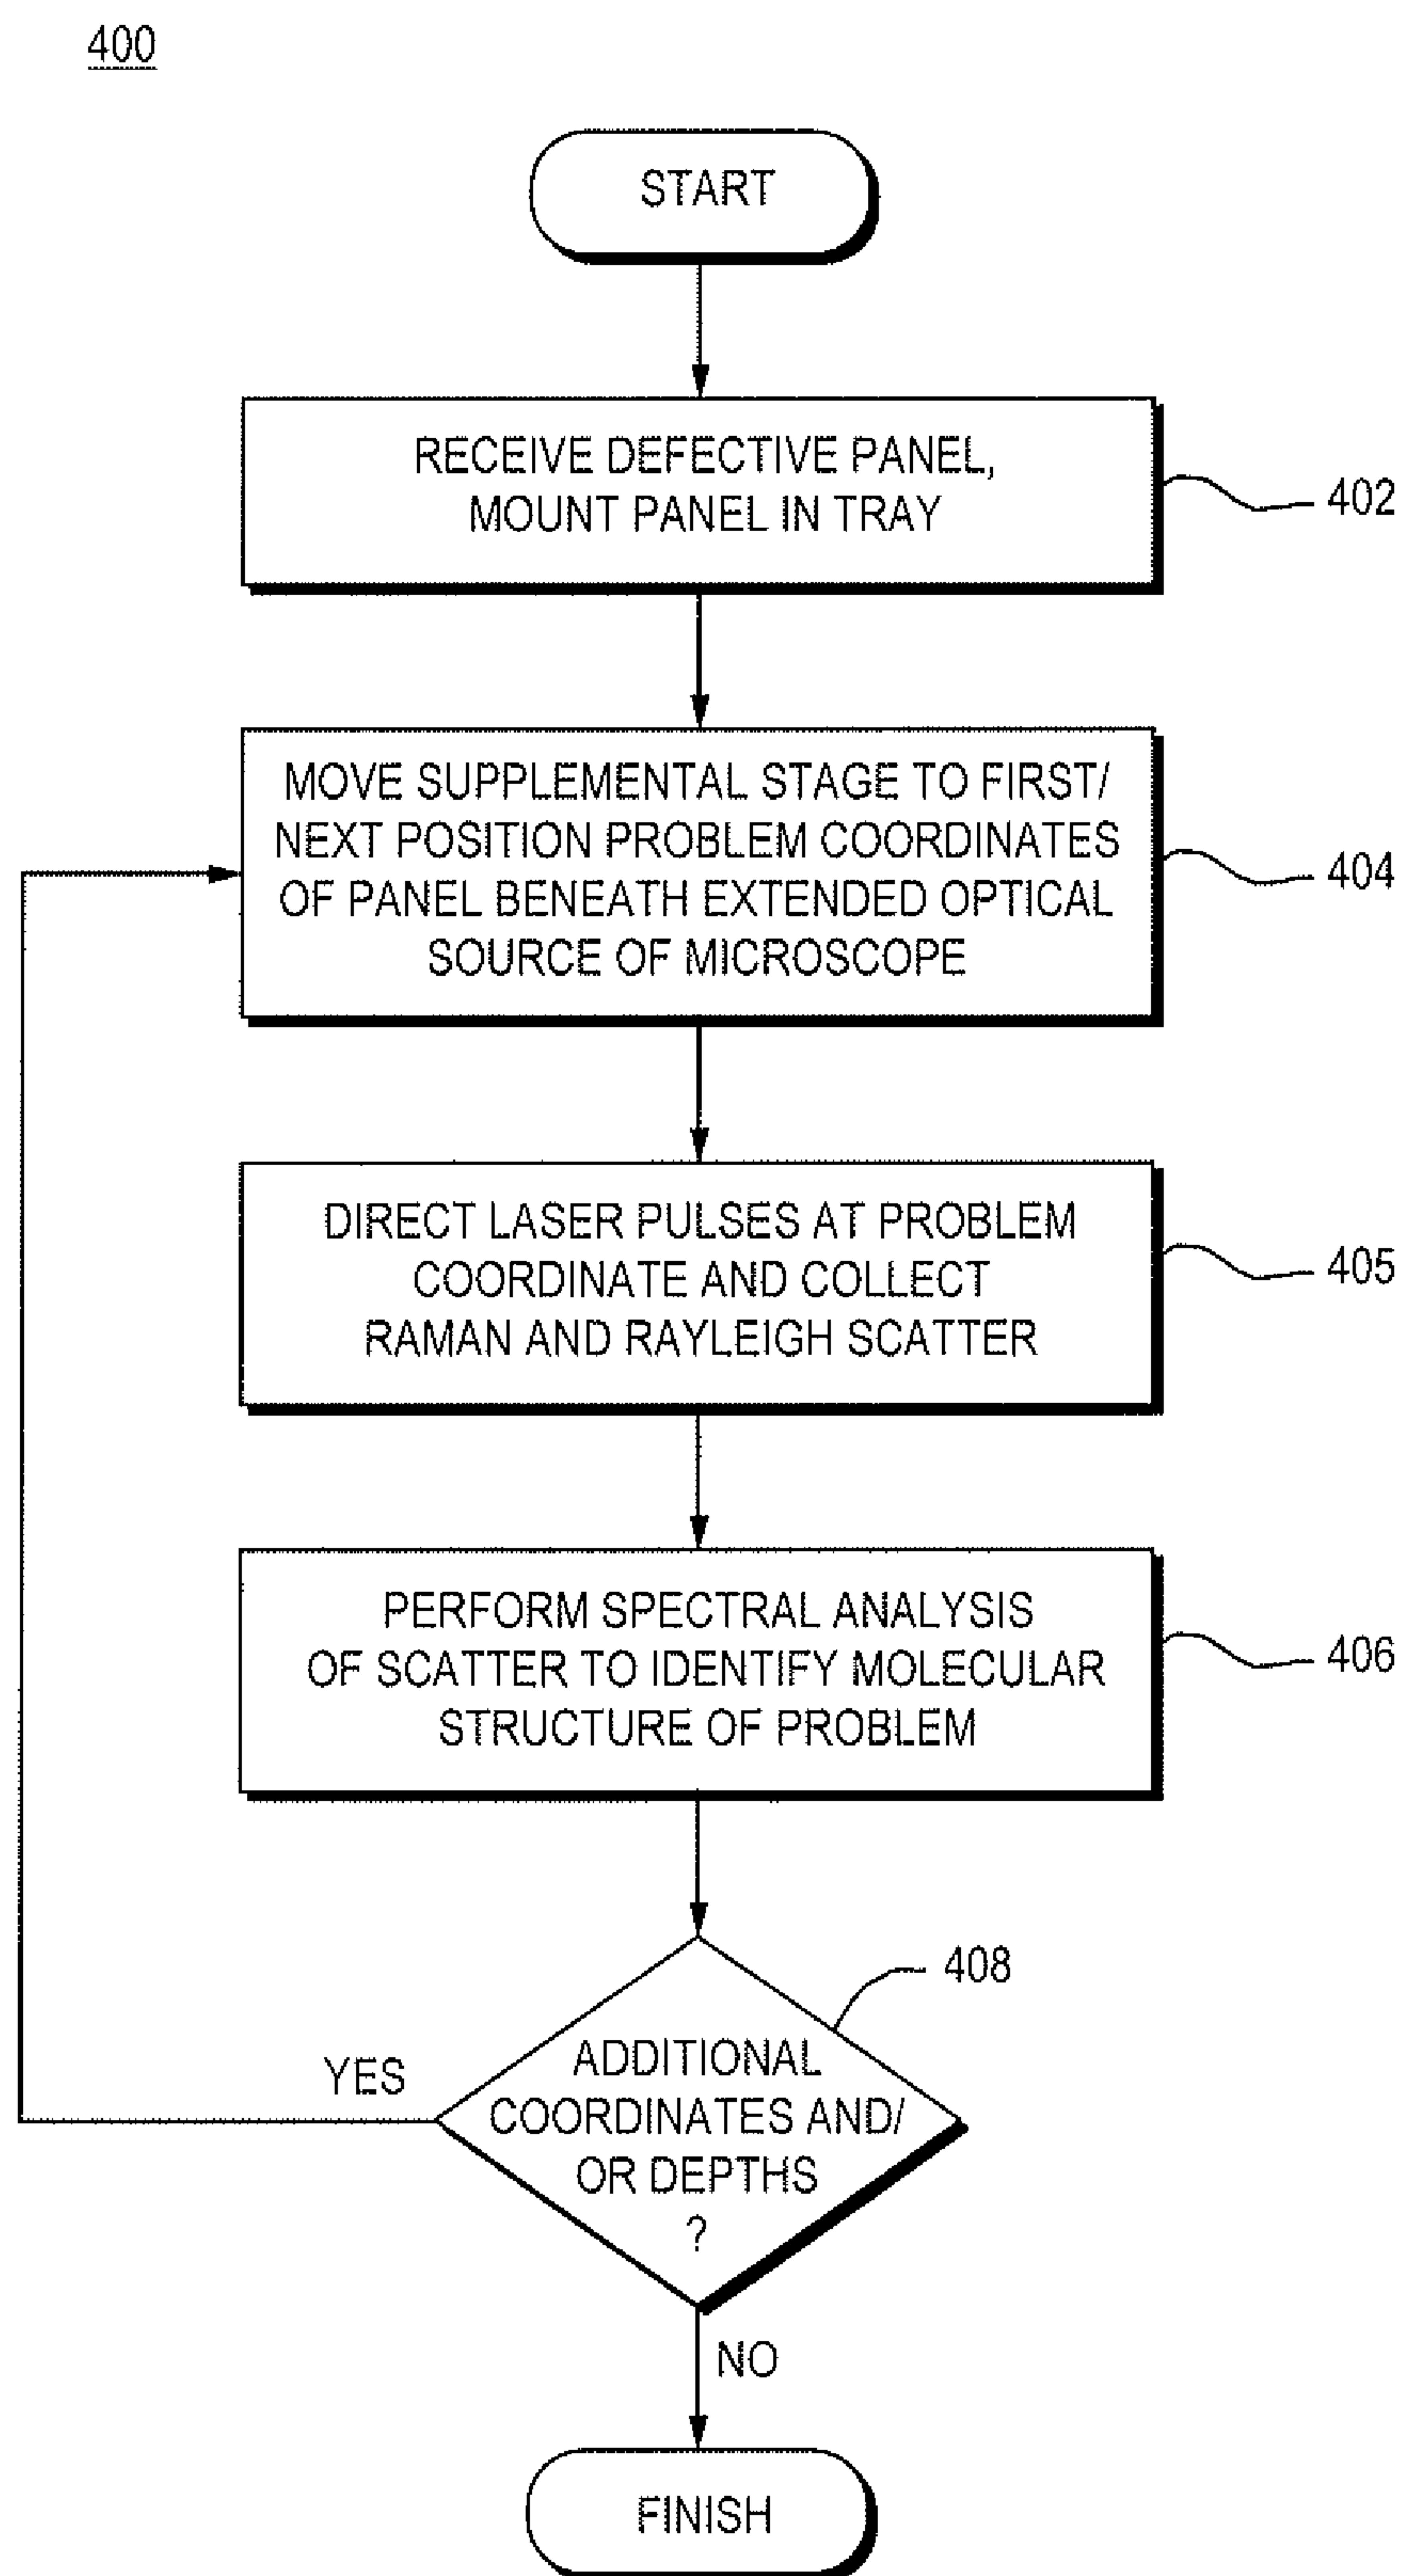 400
START
RECEIVE DEFECTIVE PANEL,
MOUNT PANEL IN TRAY
402
MOVE SUPPLEMENTAL STAGE TO FIRST/
NEXT POSITION PROBLEM COORDINATES
OF PANEL BENEATH EXTENDED OPTICAL
SOURCE OF MICROSCOPE
404
DIRECT LASER PULSES AT PROBLEM
COORDINATE AND COLLECT
RAMAN AND RAYLEIGH SCATTER
405
PERFORM SPECTRAL ANALYSIS
OF SCATTER TO IDENTIFY MOLECULAR
STRUCTURE OF PROBLEM
406
408
ADDITIONAL
COORDINATES AND/
OR DEPTHS
?
YES
NO
FINISH